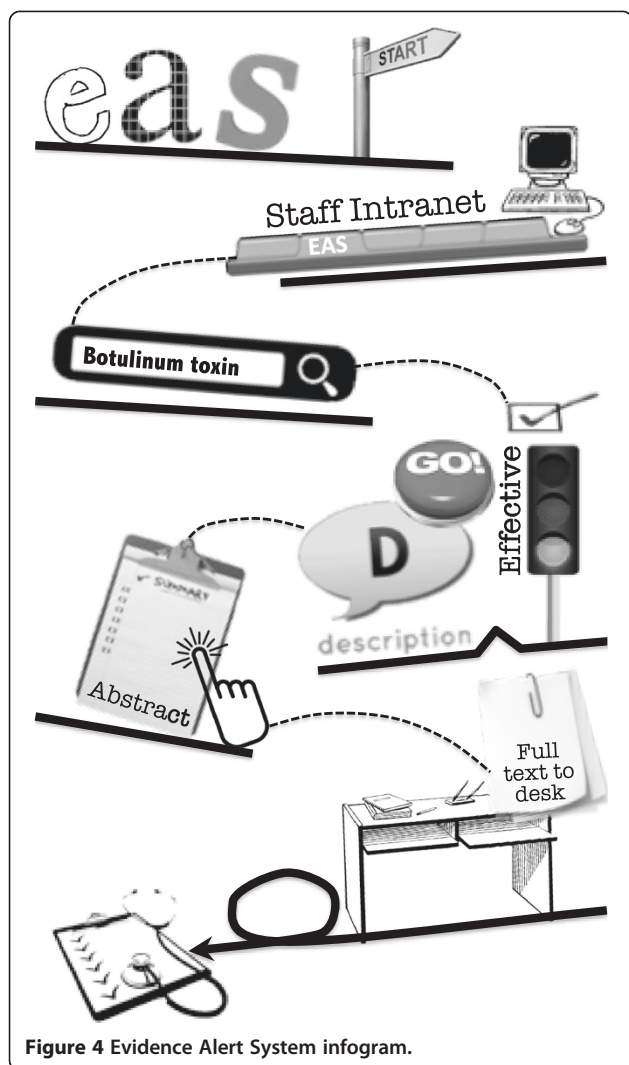 eas
START
Staff Intranet
EAS
Botulinum toxin
GO!
Effective
D
description
SUMMARY
Abstract
Full
text to
desk
Figure 4 Evidence Alert System infogram.